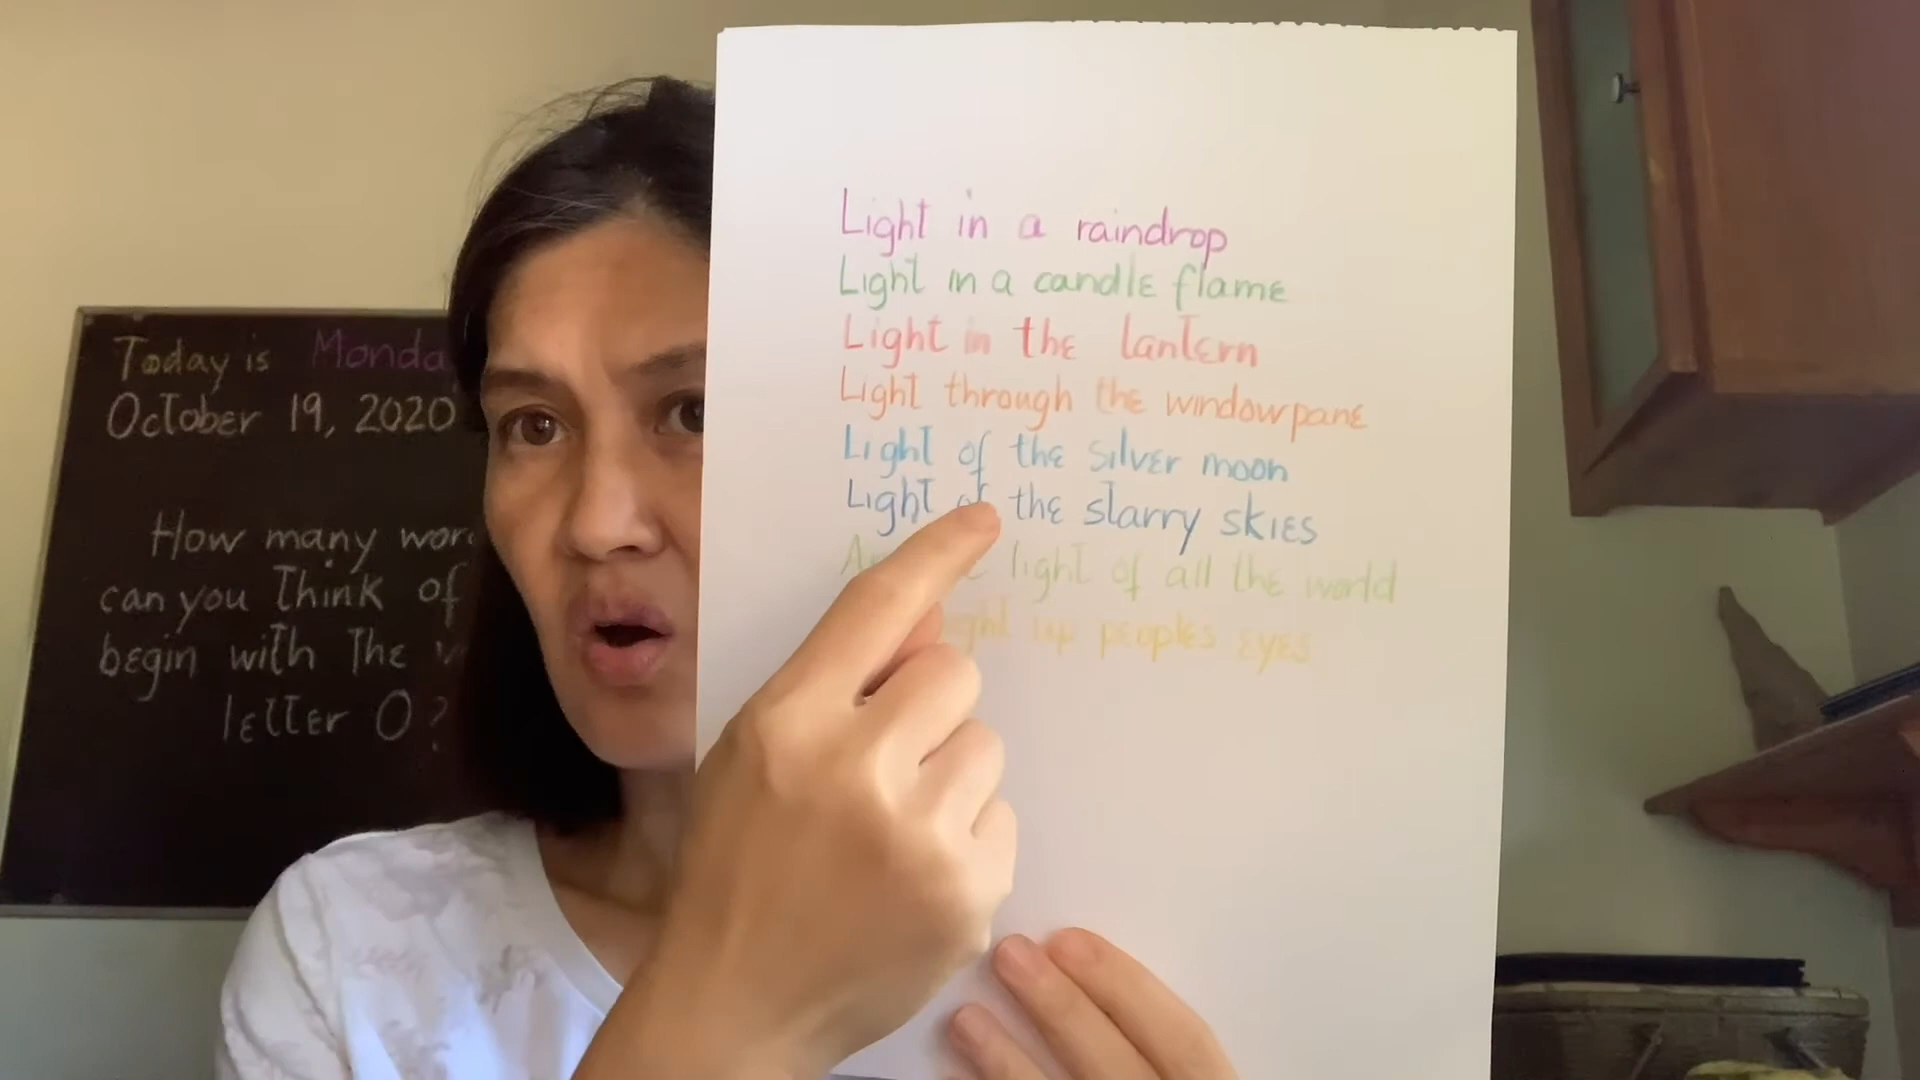 Today is Monda
October 19, 2020
How many wor
can you think of
begin with the
letter O?
Light in a raindrop
Light in a candle flame
Light in the lantern
Light through the windowpane
Light of the silver moon
Light of the starry skies
light of all the world
up peoples eyes